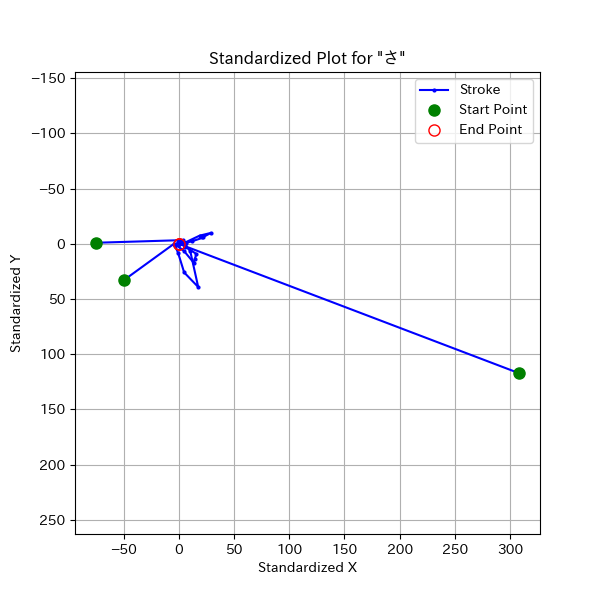 Standardized Plot for "さ"
Stroke
Start Point
End Point
−150
−100
−50
0
50
100
150
200
250
Standardized Y
−50 0 50 100 150 200 250 300
Standardized X